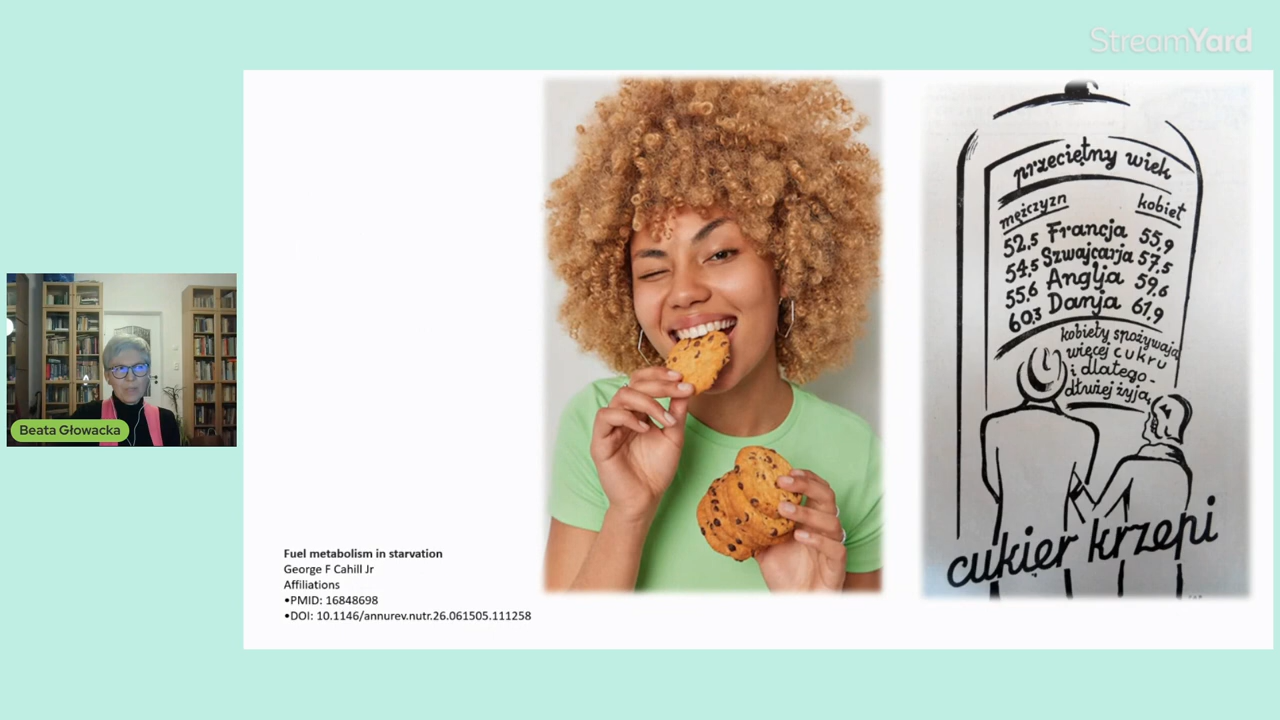 StreamYard
Beata Głowacka
Fuel metabolism in starvation
George F Cahill Jr
Affiliations
•PMID: 16848698
•DOI: 10.1146/annurev.nutr.26.061505.111258
przeciętny wiek
mężczyzn kobiet
52,5 Francja 55,9
54,5 Szwajcarja 57,5
55,6 Anglja 59,6
60,3 Danja 61,9
kobiety spożywają
więcej cukru
i dlatego-
dłużej żyją,
cukier krzepi